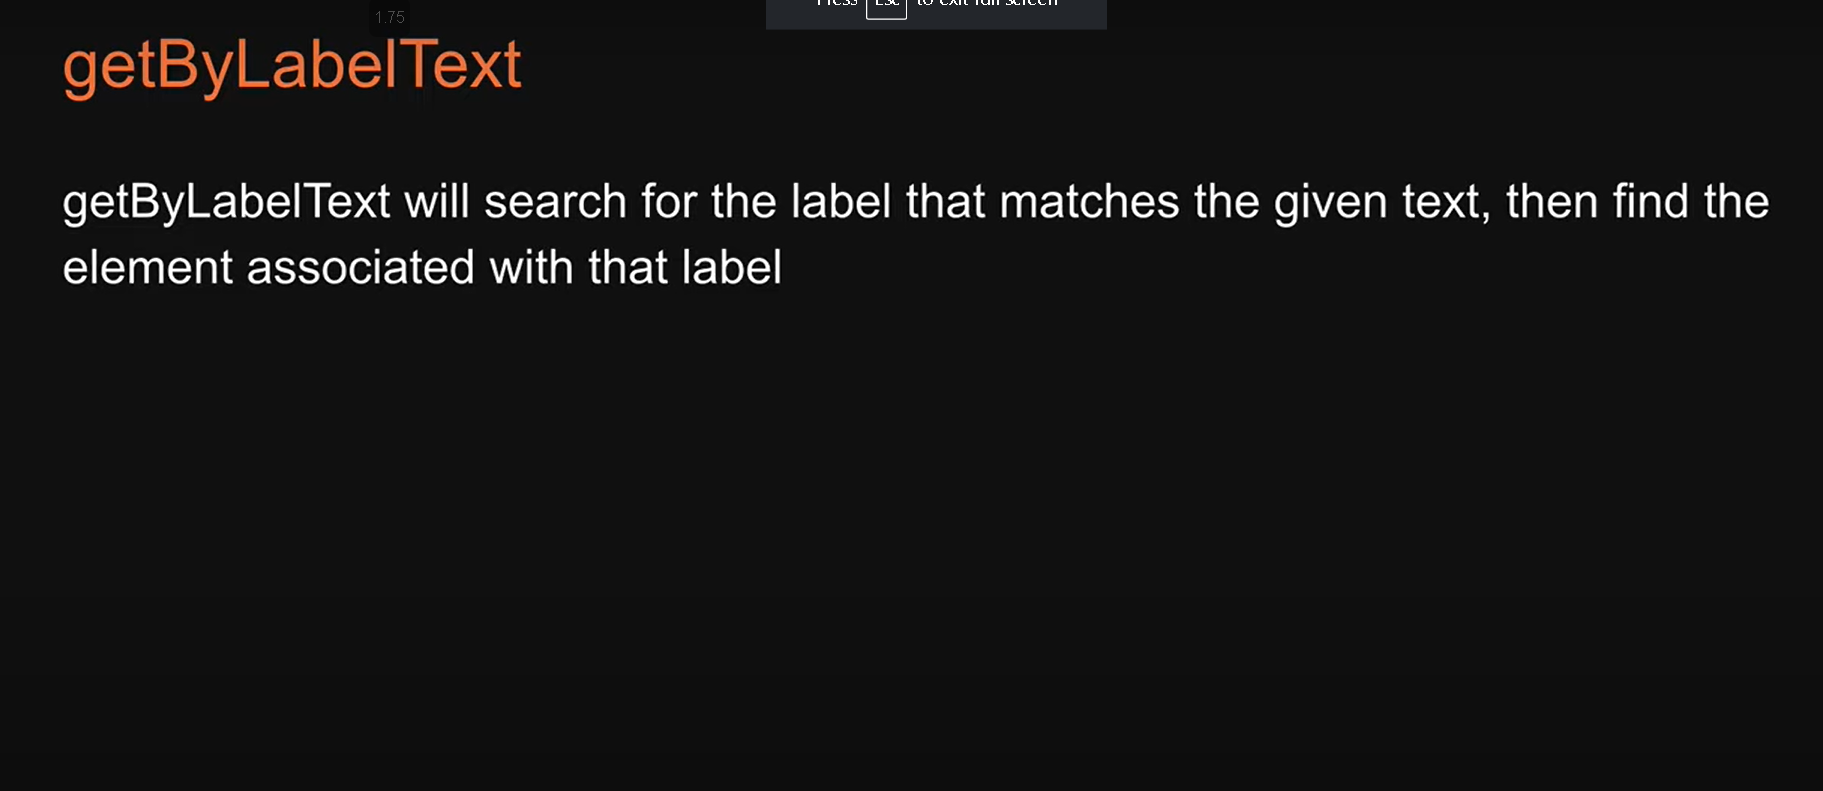 1.75
Press Esc to exit full screen
getByLabelText
getByLabelText will search for the label that matches the given text, then find the
element associated with that label